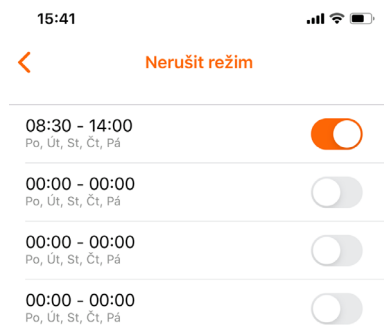 15:41
Nerušit režim
08:30 - 14:00
Po, Út, St, Čt, Pá
00:00 - 00:00
Po, Út, St, Čt, Pá
00:00 - 00:00
Po, Út, St, Čt, Pá
00:00 - 00:00
Po, Út, St, Čt, Pá